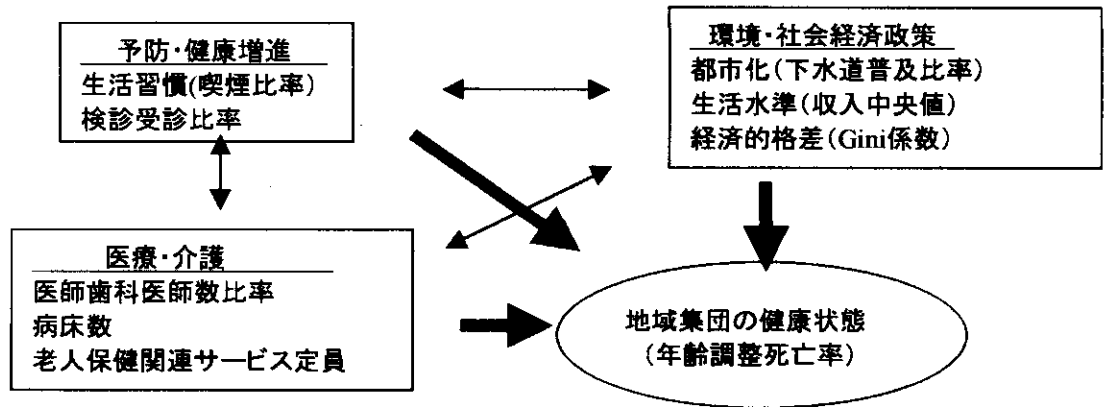 予防・健康増進
生活習慣(喫煙比率)
検診受診比率
環境・社会経済政策
都市化(下水道普及比率)
生活水準(収入中央値)
経済的格差(Gini係数)
医療・介護
医師歯科医師数比率
病床数
老人保健関連サービス定員
地域集団の健康状態
(年齢調整死亡率)